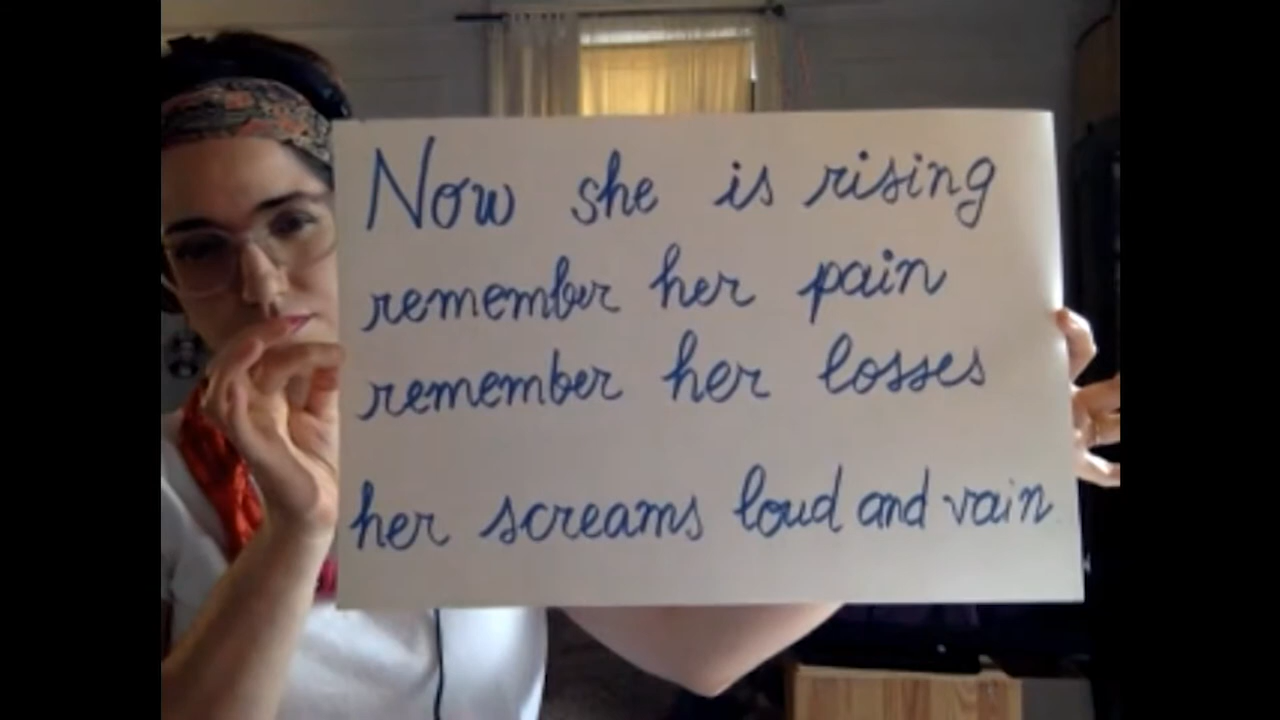 Now she is rising
remember her pain
remember her losses
her screams loud and vain